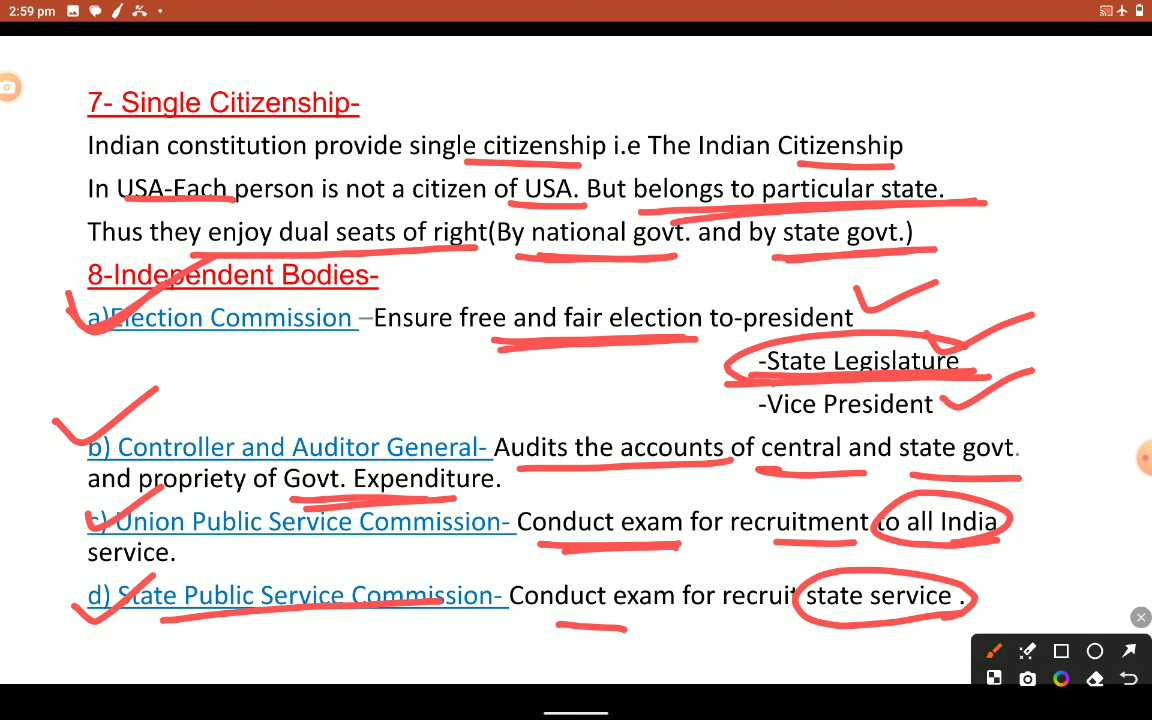 2:59 pm
7- Single Citizenship-
Indian constitution provide single citizenship i.e The Indian Citizenship
In USA-Each person is not a citizen of USA. But belongs to particular state.
Thus they enjoy dual seats of right(By national govt. and by state govt.)
8-Independent Bodies-
a)Election Commission –Ensure free and fair election to-president
-State Legislature
-Vice President
b) Controller and Auditor General- Audits the accounts of central and state govt.
and propriety of Govt. Expenditure.
c) Union Public Service Commission- Conduct exam for recruitment to all India
service.
d) State Public Service Commission- Conduct exam for recruit state service .